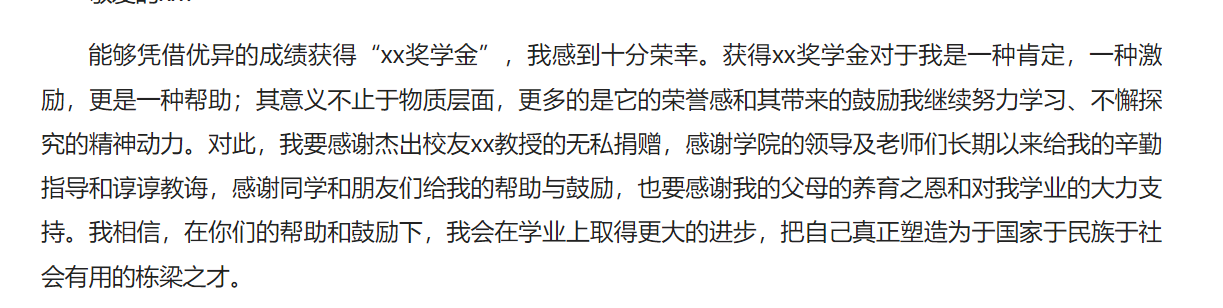 能够凭借优异的成绩获得“xx奖学金”，我感到十分荣幸。获得xx奖学金对于我是一种肯定，一种激
励，更是一种帮助；其意义不止于物质层面，更多的是它的荣誉感和其带来的鼓励我继续努力学习、不懈探
究的精神动力。对此，我要感谢杰出校友xx教授的无私捐赠，感谢学院的领导及老师们长期以来给我的辛勤
指导和谆谆教诲，感谢同学和朋友们给我的帮助与鼓励，也要感谢我的父母的养育之恩和对我学业的大力支
持。我相信，在你们的帮助和鼓励下，我会在学业上取得更大的进步，把自己真正塑造为于国家于民族于社
会有用的栋梁之才。